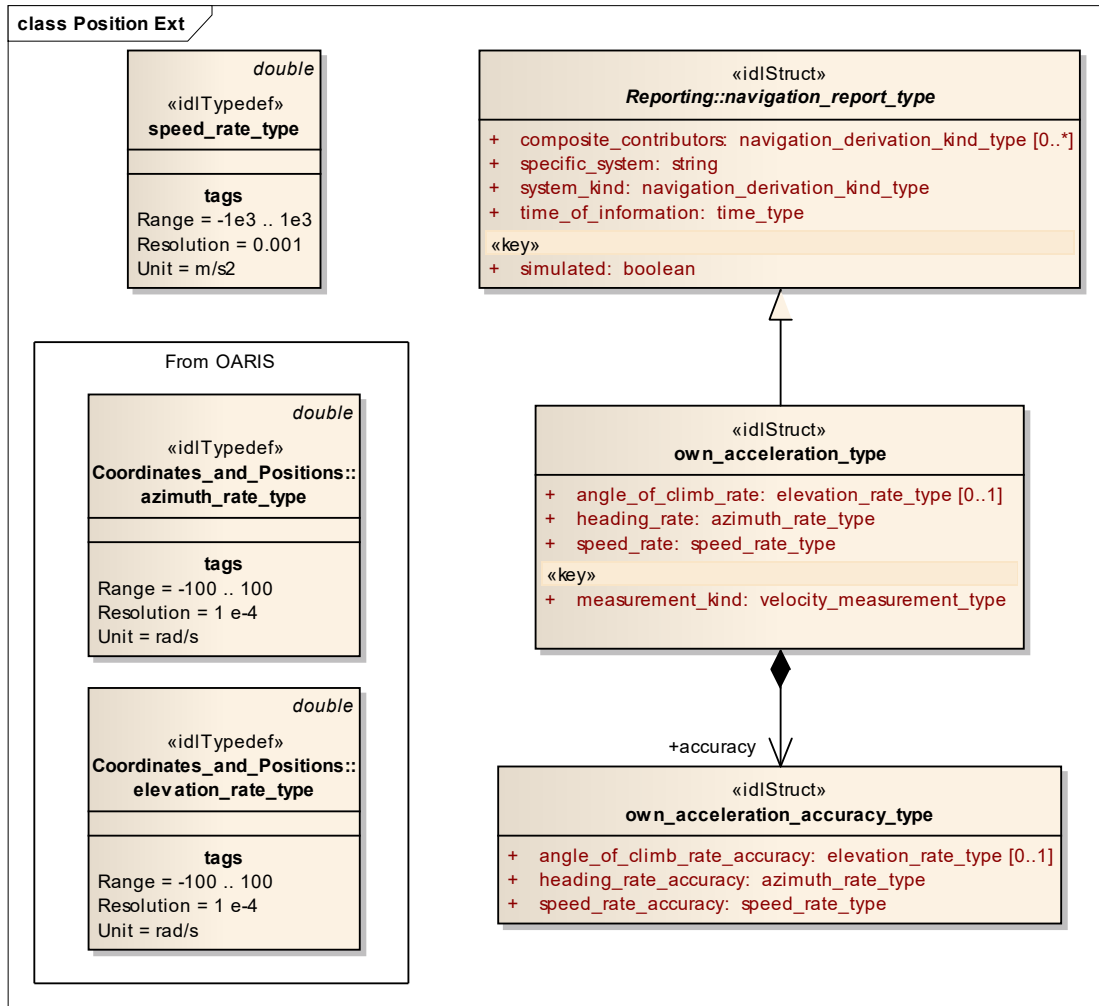 class Position Ext
double
«idlTypedef»
speed_rate_type
tags
Range = -1e3 .. 1e3
Resolution = 0.001
Unit = m/s2
«idlStruct»
Reporting::navigation_report_type
+ composite_contributors: navigation_derivation_kind_type [0..*]
+ specific_system: string
+ system_kind: navigation_derivation_kind_type
+ time_of_information: time_type
«key»
+ simulated: boolean
From OARIS
double
«idlTypedef»
Coordinates_and_Positions::
azimuth_rate_type
tags
Range = -100 .. 100
Resolution = 1 e-4
Unit = rad/s
double
«idlTypedef»
Coordinates_and_Positions::
elevation_rate_type
tags
Range = -100 .. 100
Resolution = 1 e-4
Unit = rad/s
«idlStruct»
own_acceleration_type
+ angle_of_climb_rate: elevation_rate_type [0..1]
+ heading_rate: azimuth_rate_type
+ speed_rate: speed_rate_type
«key»
+ measurement_kind: velocity_measurement_type
+accuracy
«idlStruct»
own_acceleration_accuracy_type
+ angle_of_climb_rate_accuracy: elevation_rate_type [0..1]
+ heading_rate_accuracy: azimuth_rate_type
+ speed_rate_accuracy: speed_rate_type